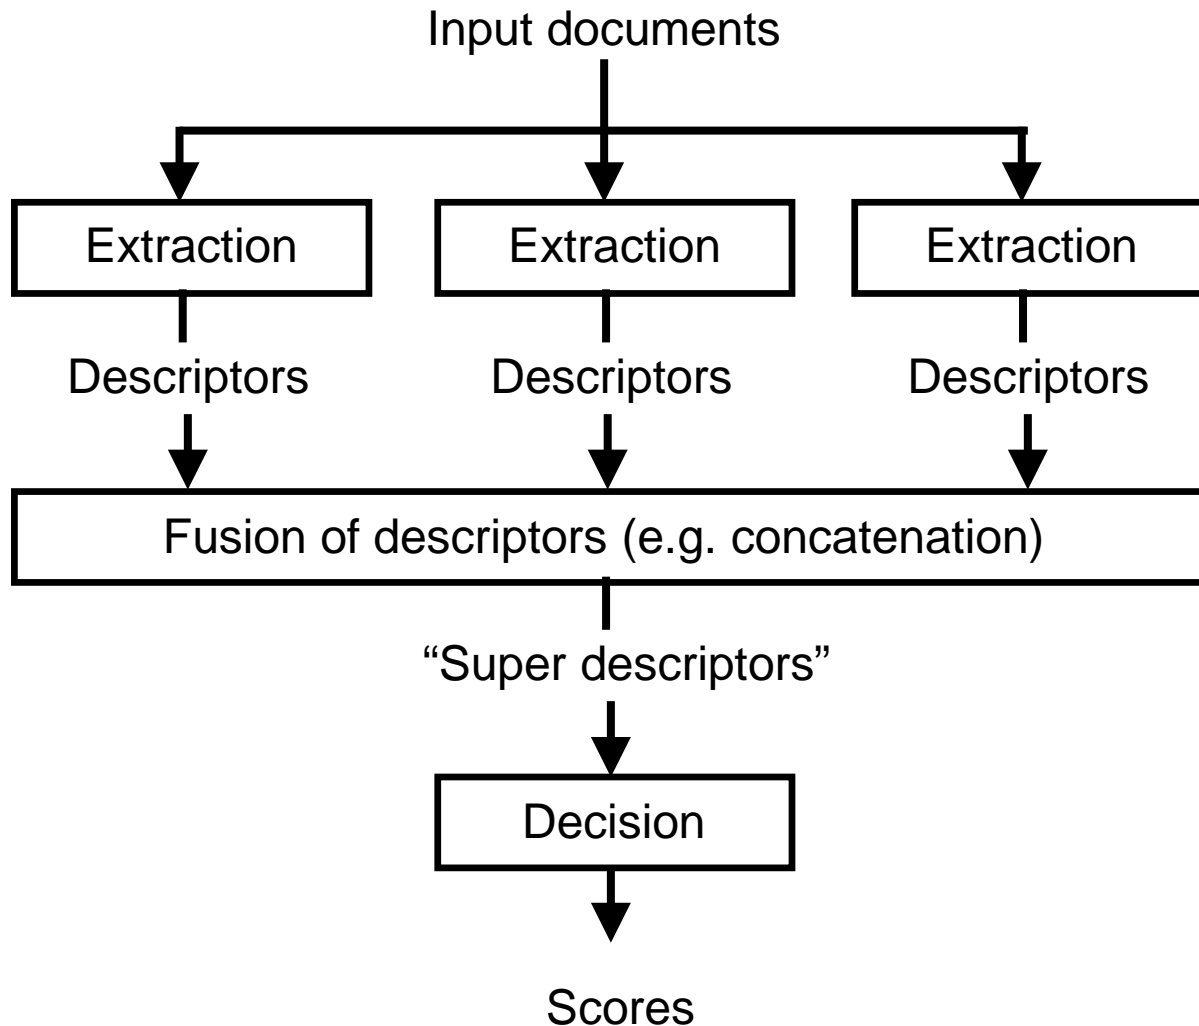 Input documents
Extraction Extraction Extraction
Descriptors Descriptors Descriptors
Fusion of descriptors (e.g. concatenation)
“Super descriptors”
Decision
Scores